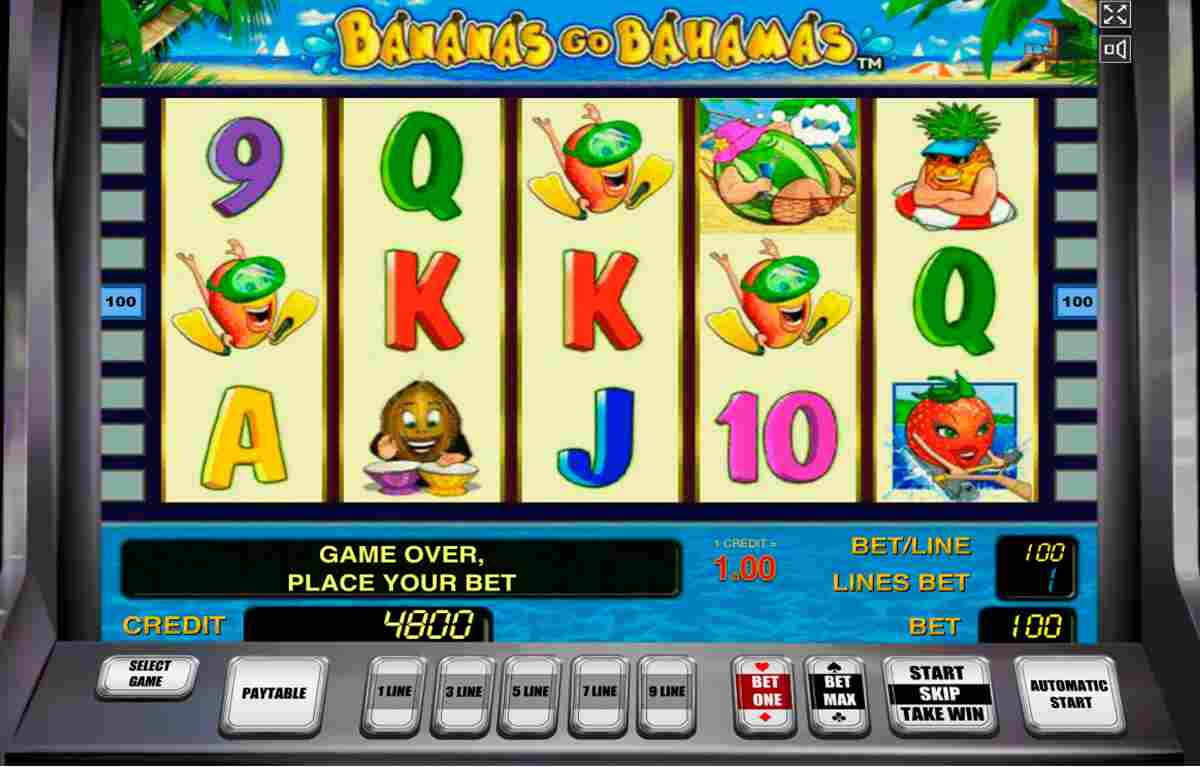 BANANAS GO BAHAMAS™
9 Q
K K Q
100 100
A J 10
GAME OVER,
PLACE YOUR BET
1 CREDIT =
1.00
BET/LINE 100
LINES BET 1
CREDIT 4800
BET 100
SELECT
GAME
PAYTABLE
1 LINE
3 LINE
5 LINE
7 LINE
9 LINE
BET
ONE
BET
MAX
START
SKIP
TAKE WIN
AUTOMATIC
START